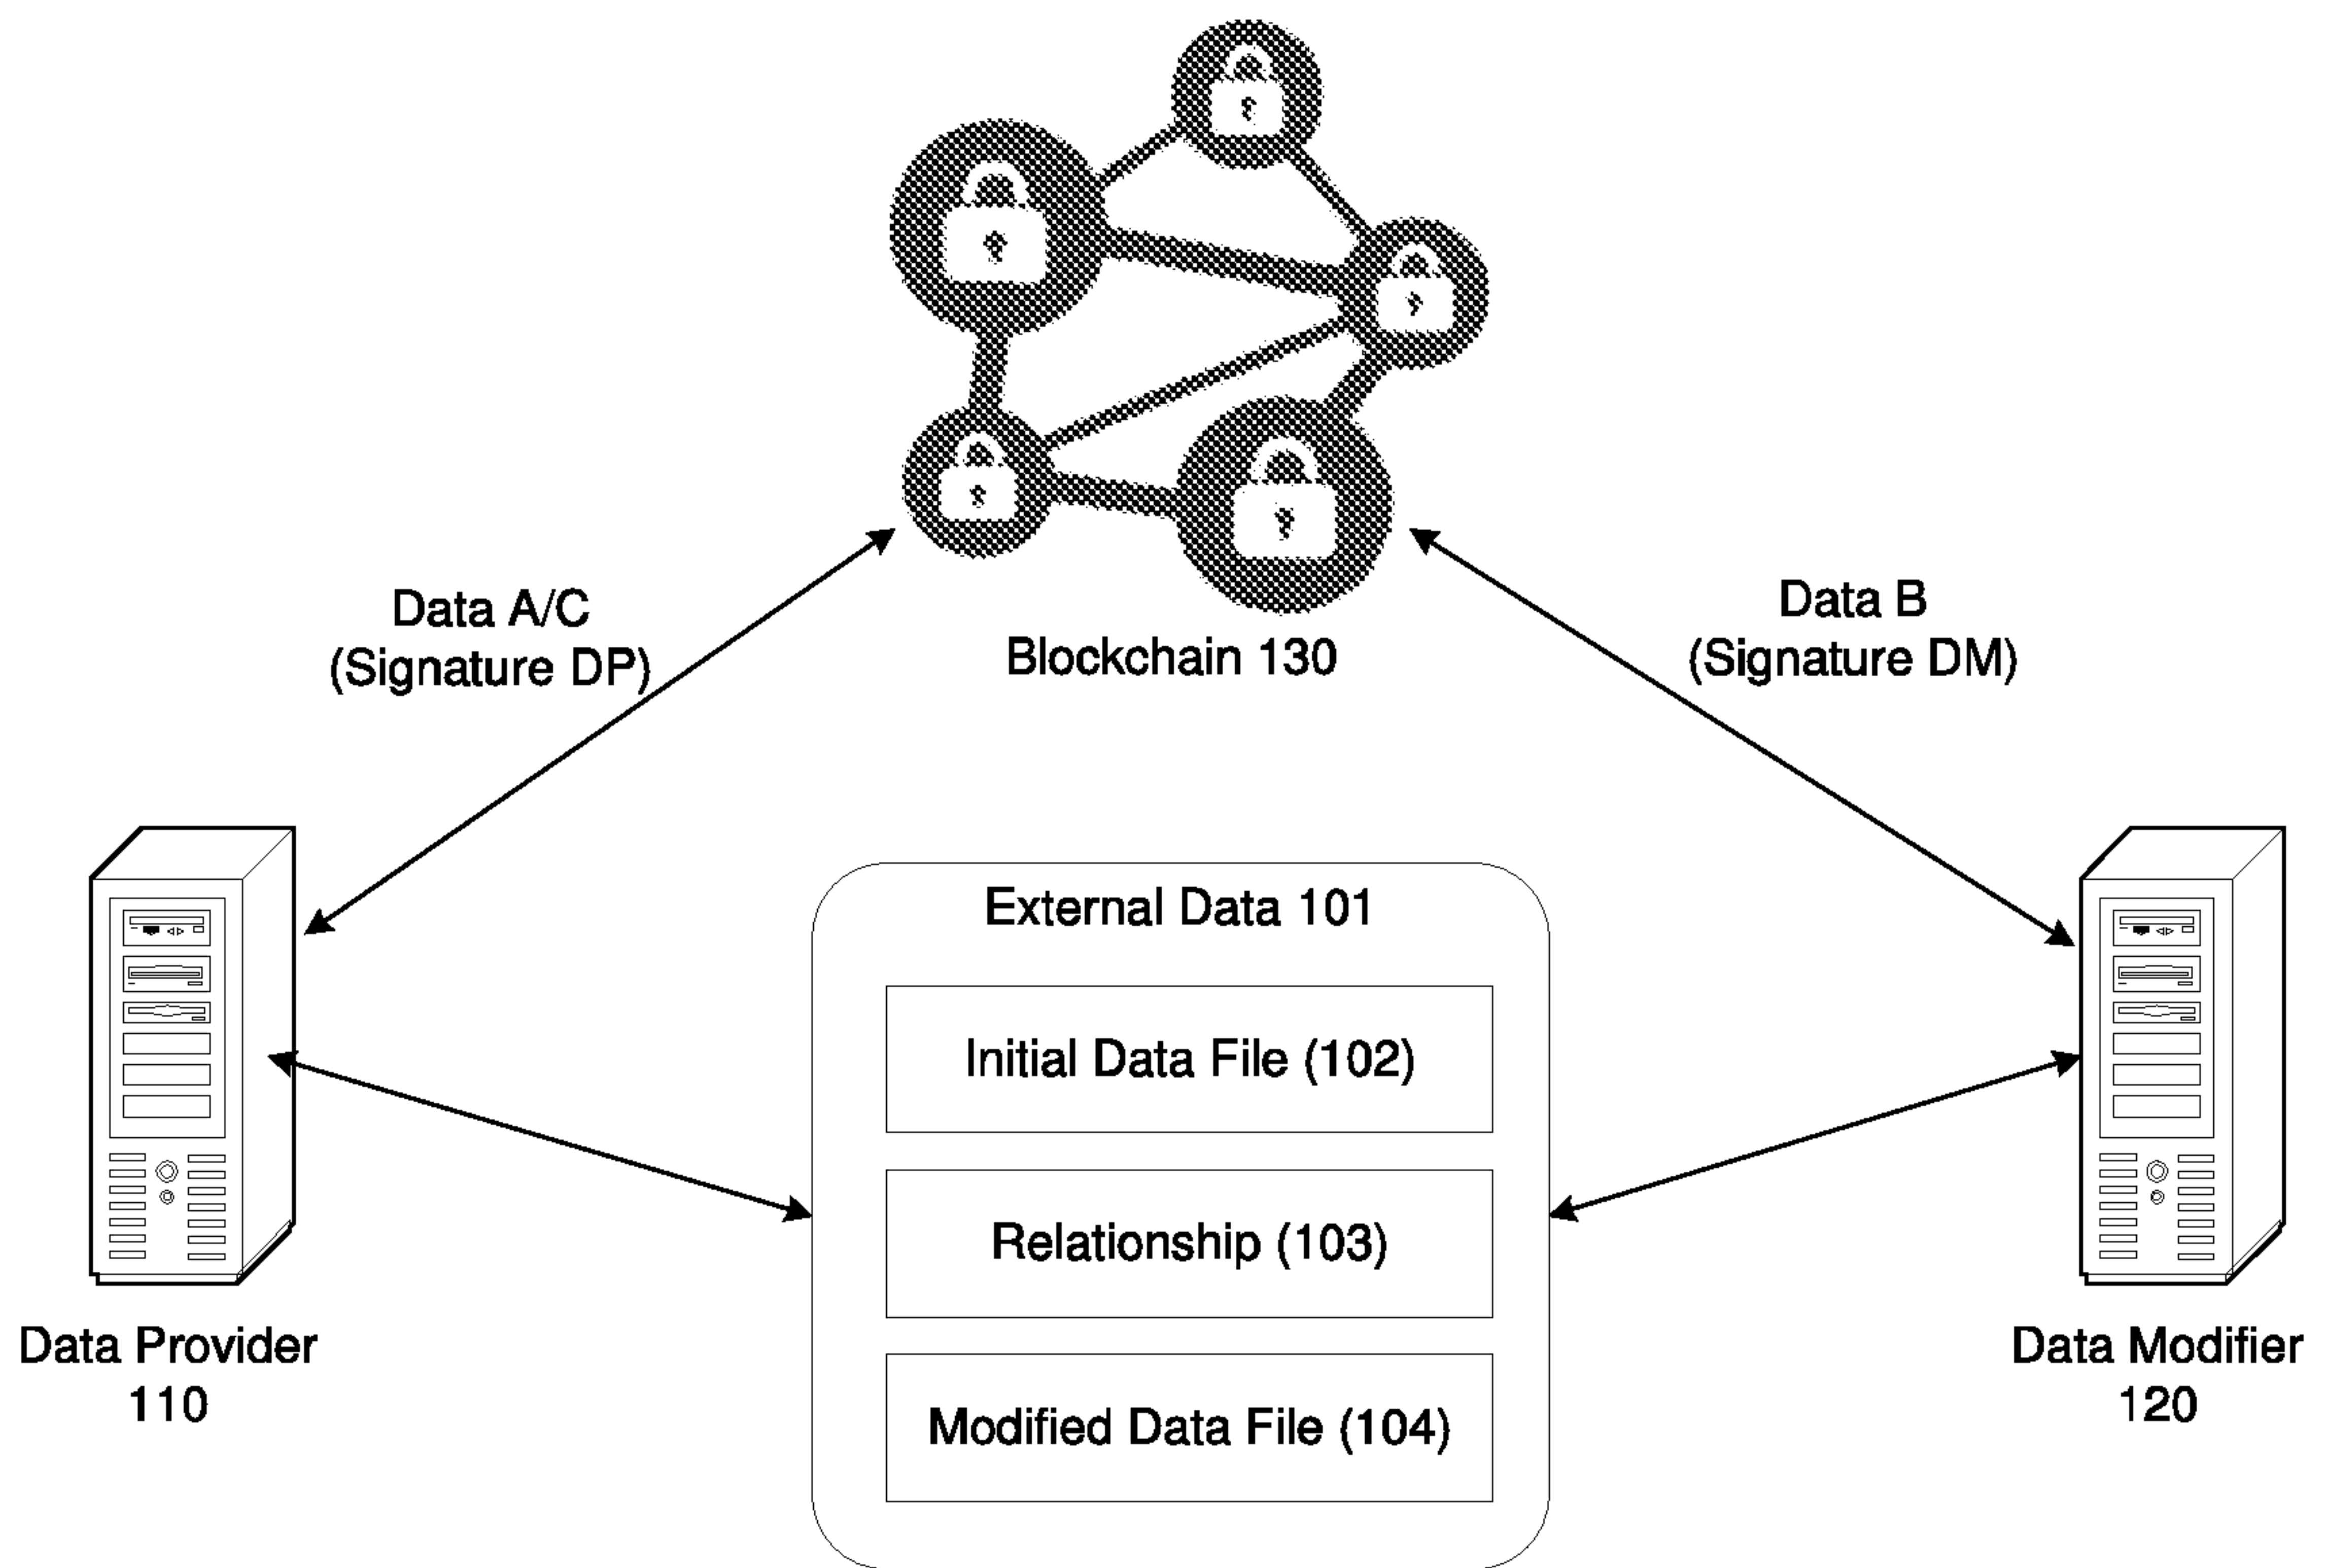 Data A/C
(Signature DP)
Blockchain 130
Data B
(Signature DM)
External Data 101
Initial Data File (102)
Relationship (103)
Modified Data File (104)
Data Provider
110
Data Modifier
120